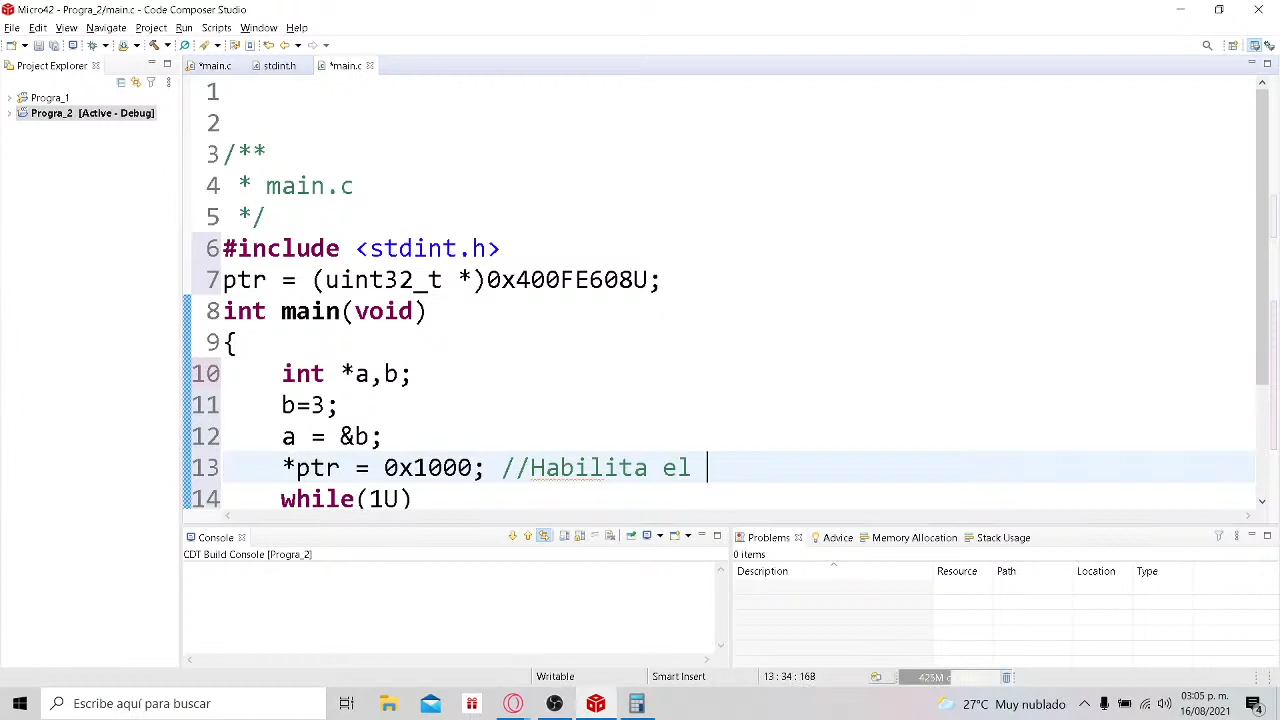 Micro42 - Progra_2/main.c - Code Composer Studio
File Edit View Navigate Project Run Scripts Window Help
Project Explorer
*main.c stdint.h *main.c
Progra_1
Progra_2 [Active - Debug]
1
2
3 /**
4  * main.c
5  */
6 #include <stdint.h>
7 ptr = (uint32_t *)0x400FE608U;
8 int main(void)
9 {
10     int *a,b;
11     b=3;
12     a = &b;
13     *ptr = 0x1000; //Habilita el
14     while(1U)
Console
CDT Build Console [Progra_2]
Problems Advice Memory Allocation Stack Usage
0 items
Description Resource Path Location Type
Writable Smart Insert 13 : 34 : 168
Escribe aquí para buscar
27°C Muy nublado
03:05 p. m.
16/08/2021
4